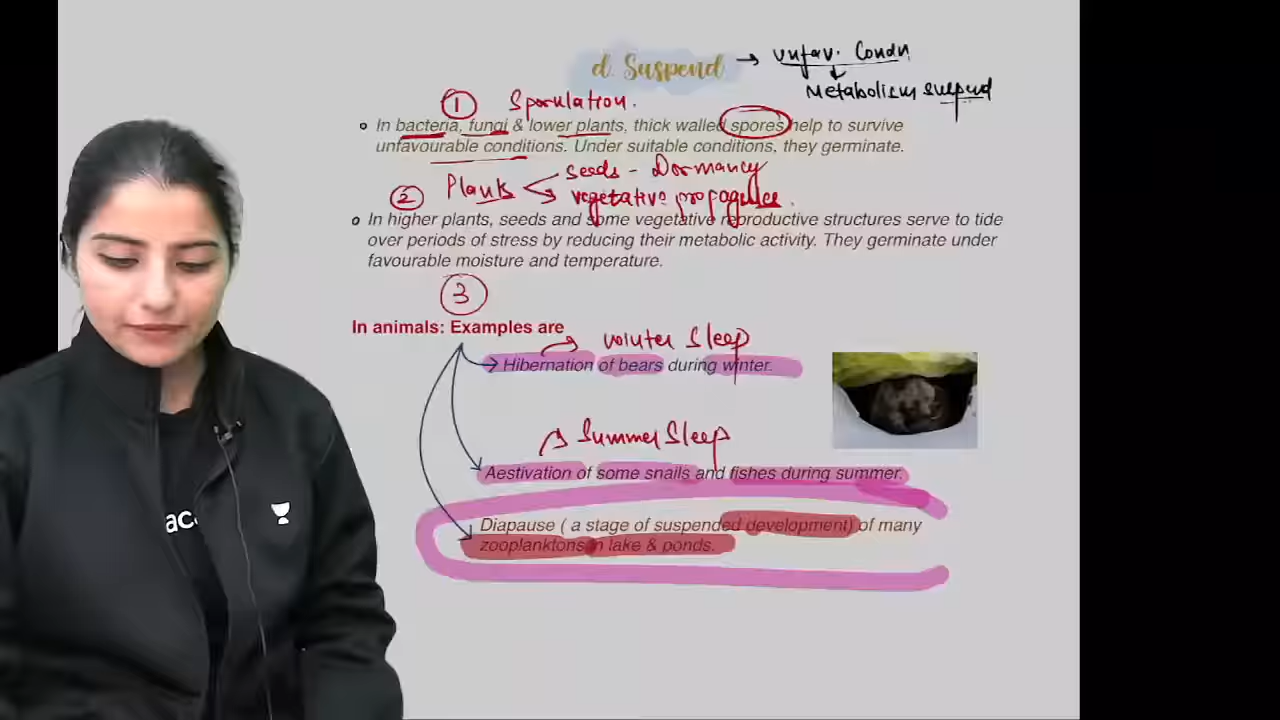 d. Suspend → unfav. Condn
Metabolism suspend
① Sporulation.
In bacteria, fungi & lower plants, thick walled spores help to survive
unfavourable conditions. Under suitable conditions, they germinate.
② Plants seeds - Dormancy
vegetative propagules.
In higher plants, seeds and some vegetative reproductive structures serve to tide
over periods of stress by reducing their metabolic activity. They germinate under
favourable moisture and temperature.
③
In animals: Examples are
winter Sleep
Hibernation of bears during winter.
Summer Sleep
Aestivation of some snails and fishes during summer.
Diapause ( a stage of suspended development) of many
zooplanktons in lake & ponds.